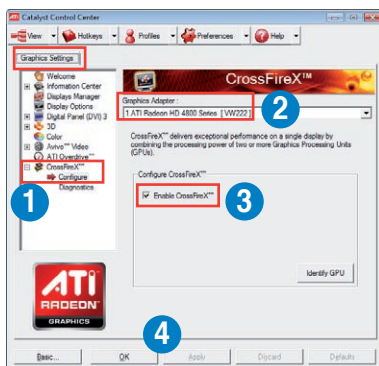 Catalyst Control Center
View Hotkeys Profiles Preferences Help
Graphics Settings
Welcome
Information Center
Displays Manager
Display Options
Digital Panel (DVI) 3
3D
Color
Avivo™ Video
ATI Overdrive™
CrossFireX™
Configure
Diagnostics
1
CrossFireX™
Graphics Adapter :
1.ATI Radeon HD 4800 Series [ VW222 ]
2
CrossFireX™ delivers exceptional performance on a single display by
combining the processing power of two or more Graphics Processing Units
(GPUs).
Configure CrossFireX™
Enable CrossFireX™
3
Identify GPU
ATI
RADEON
GRAPHICS
4
Basic... OK Apply Discard Defaults